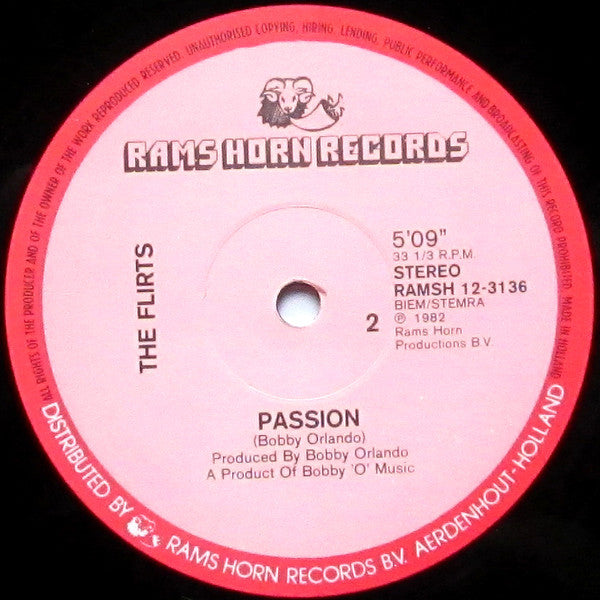 ALL RIGHTS OF THE PRODUCER AND OF THE OWNER OF THE WORK REPRODUCED RESERVED. UNAUTHORISED COPYING, HIRING, LENDING, PUBLIC PERFORMANCE AND BROADCASTING OF THIS RECORD PROHIBITED. MADE IN HOLLAND
RAMS HORN RECORDS
THE FLIRTS
5'09"
33 1/3 R.P.M.
STEREO
RAMSH 12-3136
BIEM/STEMRA
2
℗ 1982
Rams Horn
Productions B.V.
PASSION
(Bobby Orlando)
Produced By Bobby Orlando
A Product Of Bobby 'O' Music
DISTRIBUTED BY RAMS HORN RECORDS B.V. AERDENHOUT-HOLLAND